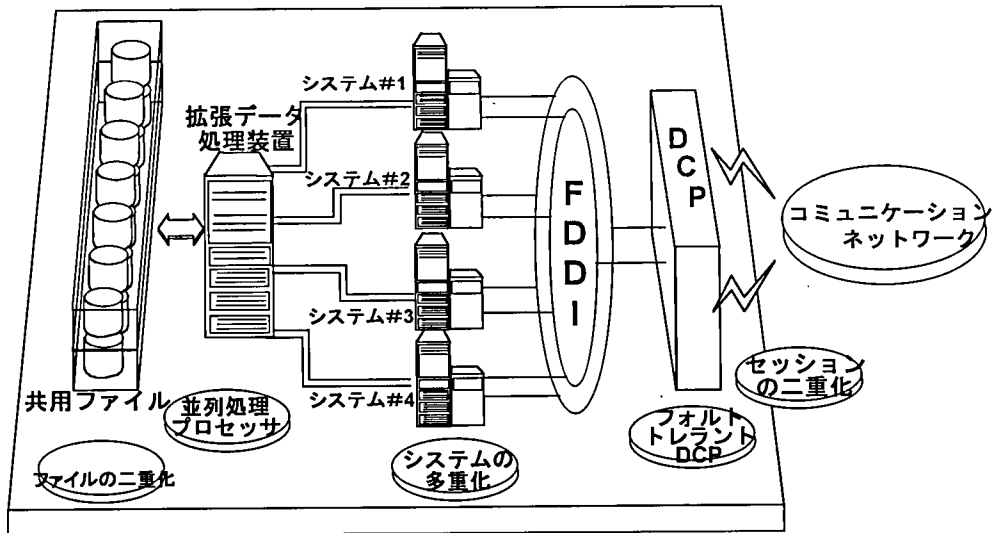 システム#1
拡張データ
処理装置
システム#2
システム#3
システム#4
FDDI
DCP
コミュニケーション
ネットワーク
共用ファイル
並列処理
プロセッサ
ファイルの二重化
システムの
多重化
フォルト
トレラント
DCP
セッション
の二重化